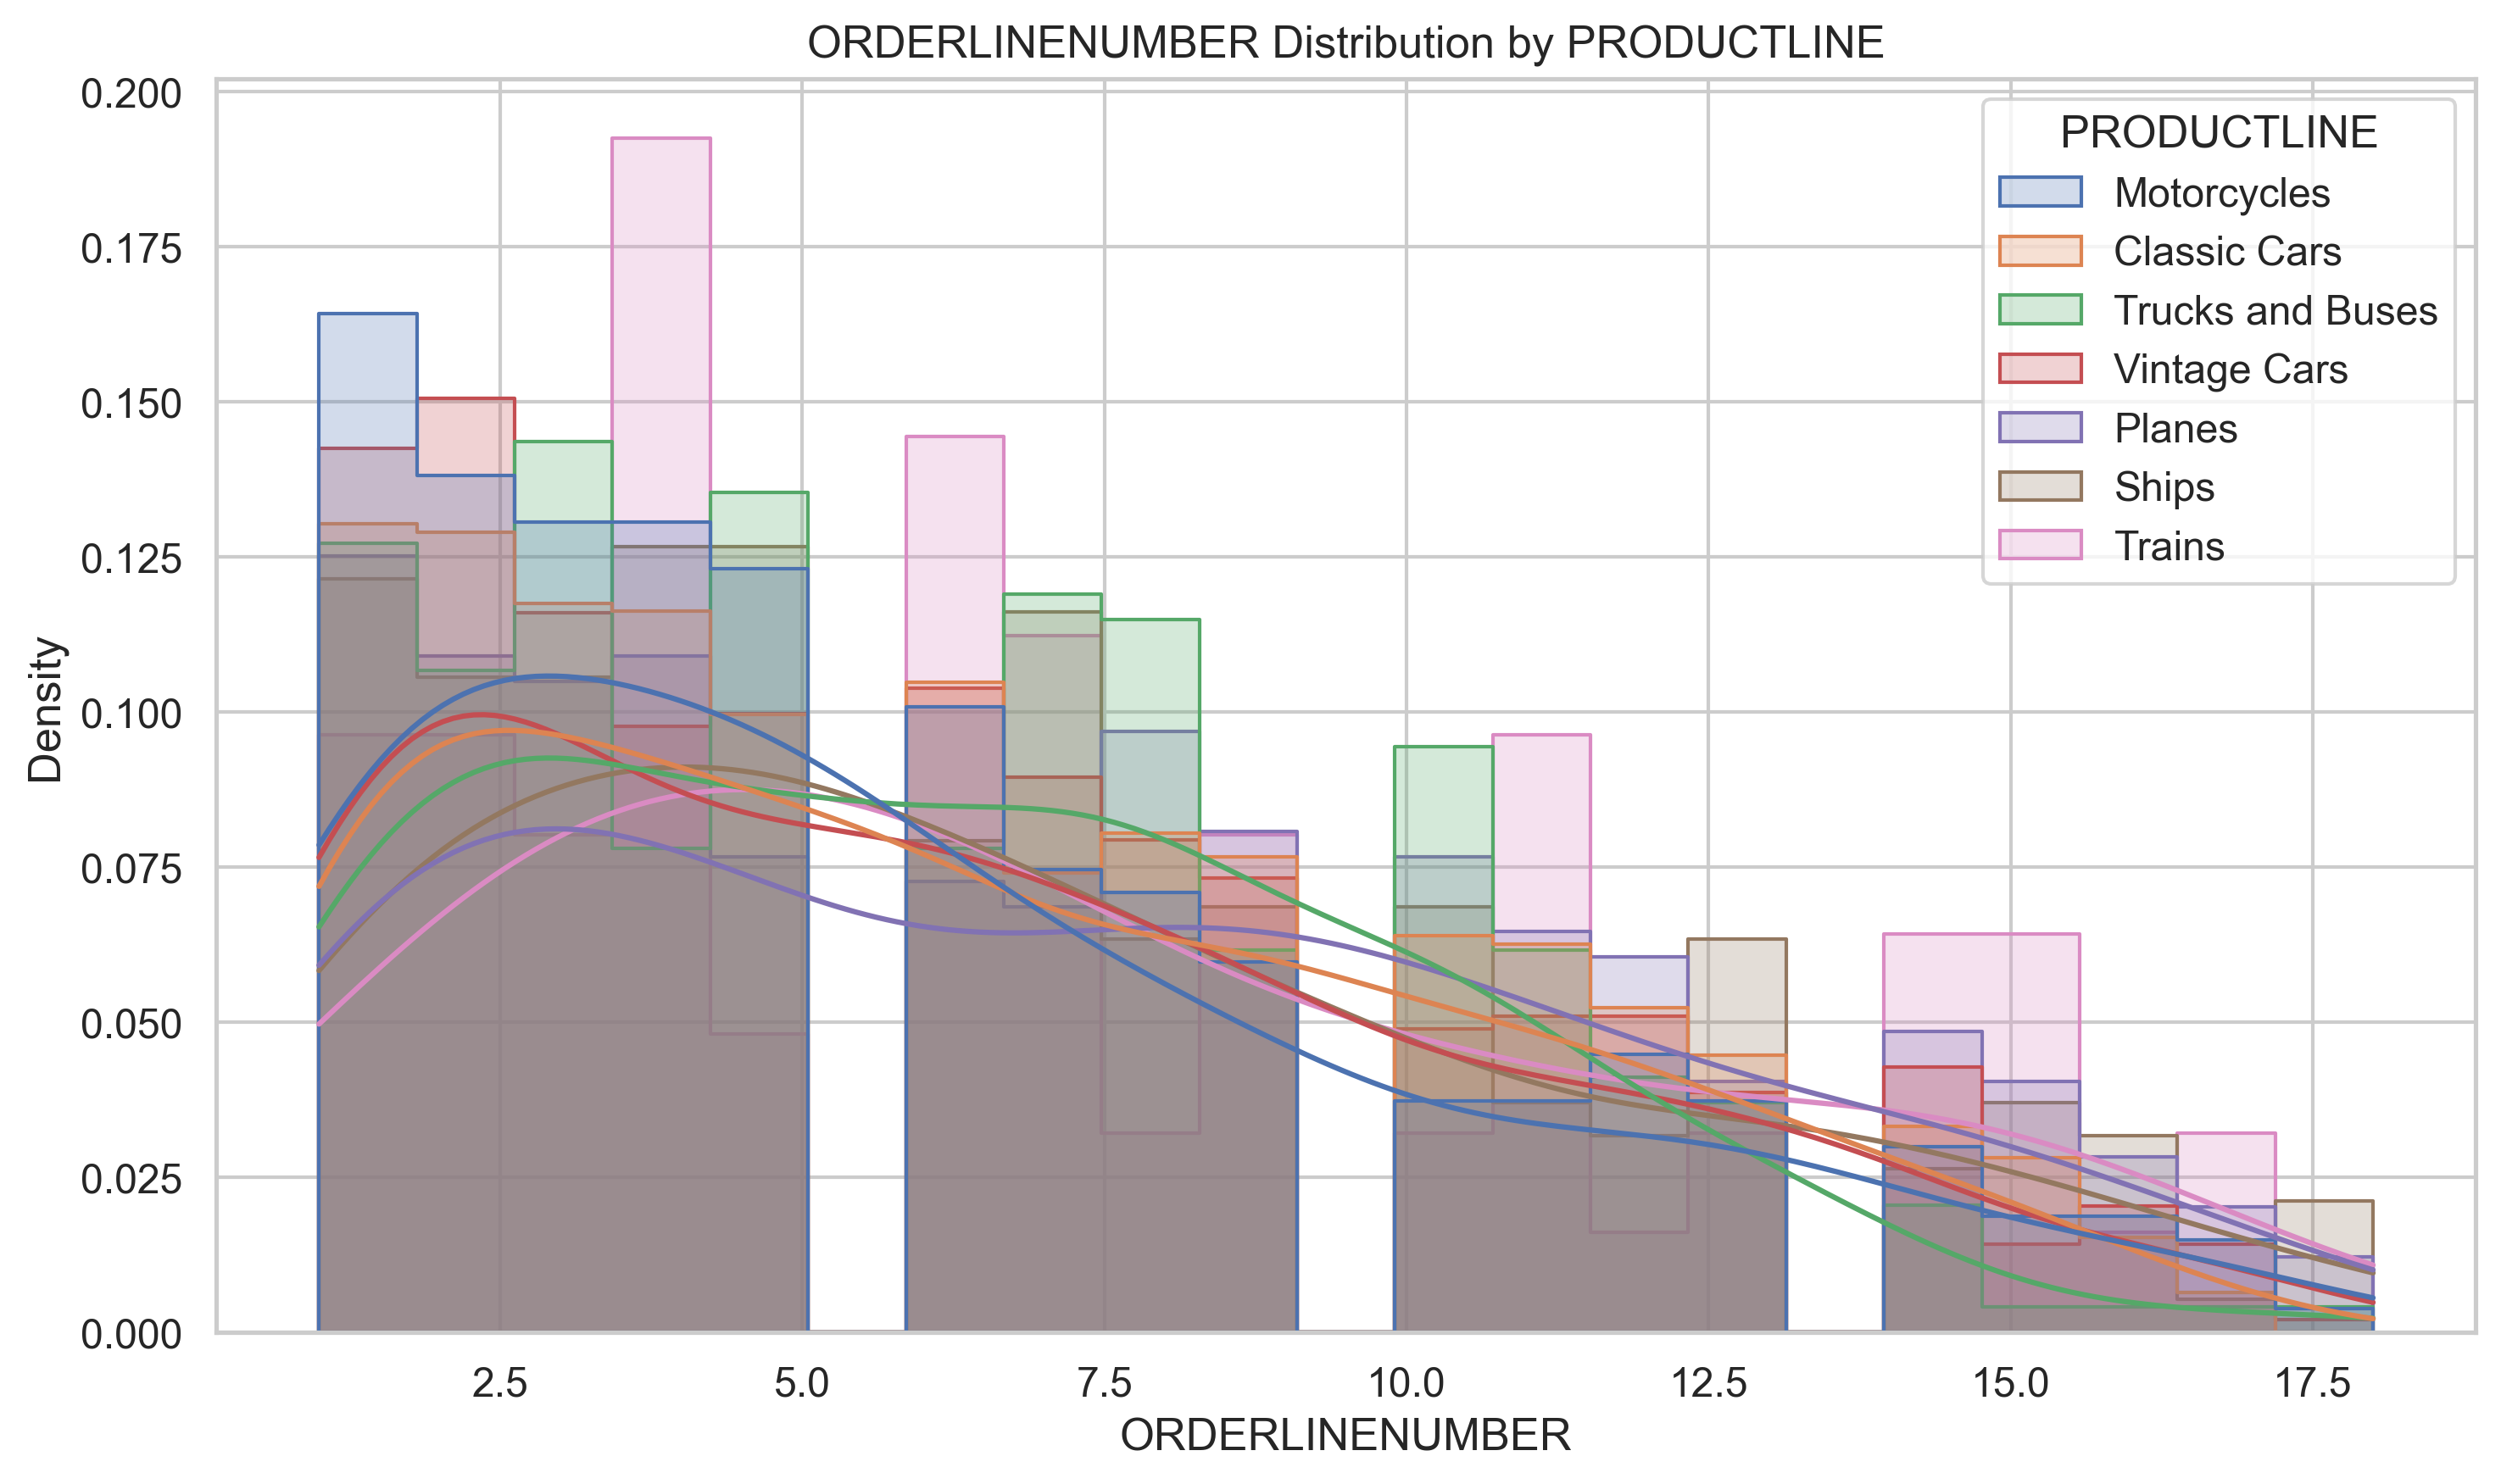 ORDERLINENUMBER Distribution by PRODUCTLINE
0.200
0.175
0.150
0.125
0.100
0.075
0.050
0.025
0.000
Density
PRODUCTLINE
Motorcycles
Classic Cars
Trucks and Buses
Vintage Cars
Planes
Ships
Trains
2.5 5.0 7.5 10.0 12.5 15.0 17.5
ORDERLINENUMBER